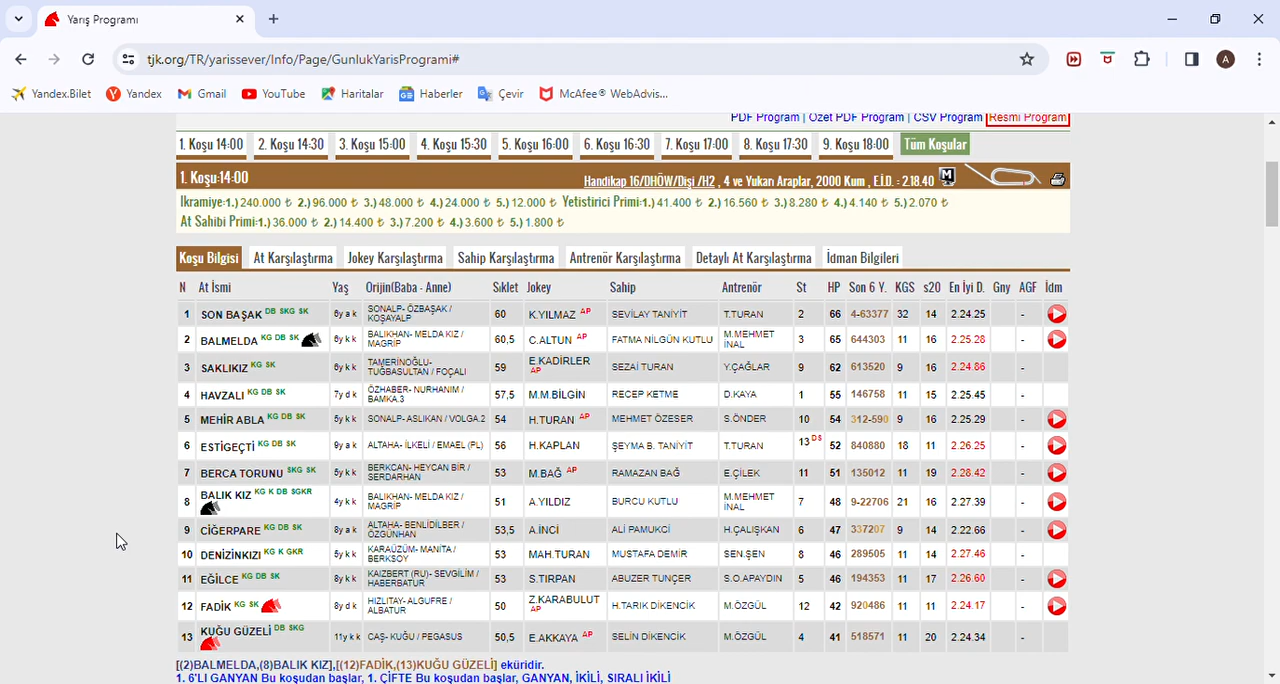 Yarış Programı
tjk.org/TR/yarissever/Info/Page/GunlukYarisProgrami#
A
Yandex.Bilet Yandex Gmail YouTube Haritalar Haberler Çevir McAfee® WebAdvis...
PDF Program | Özet PDF Program | CSV Program Resmi Program
1. Koşu 14:00 2. Koşu 14:30 3. Koşu 15:00 4. Koşu 15:30 5. Koşu 16:00 6. Koşu 16:30 7. Koşu 17:00 8. Koşu 17:30 9. Koşu 18:00 Tüm Koşular
1. Koşu:14:00 Handikap 16/DHÖW/Dişi /H2 , 4 ve Yukarı Araplar, 2000 Kum , E.İ.D. : 2.18.40 M
Ikramiye:1.) 240.000 ₺ 2.) 96.000 ₺ 3.) 48.000 ₺ 4.) 24.000 ₺ 5.) 12.000 ₺ Yetistirici Primi:1.) 41.400 ₺ 2.) 16.560 ₺ 3.) 8.280 ₺ 4.) 4.140 ₺ 5.) 2.070 ₺
At Sahibi Primi:1.) 36.000 ₺ 2.) 14.400 ₺ 3.) 7.200 ₺ 4.) 3.600 ₺ 5.) 1.800 ₺
Koşu Bilgisi At Karşılaştırma Jokey Karşılaştırma Sahip Karşılaştırma Antrenör Karşılaştırma Detaylı At Karşılaştırma İdman Bilgileri
N At İsmi Yaş Orijin(Baba - Anne) Sıklet Jokey Sahip Antrenör St HP Son 6 Y. KGS s20 En İyi D. Gny AGF İdm
1 SON BAŞAK DB SKG SK 6y a k SONALP- ÖZBAŞAK / KOŞAYALP 60 K.YILMAZ AP SEVİLAY TANİYİT T.TURAN 2 66 4-63377 32 14 2.24.25 -
2 BALMELDA KG DB SK 8y k k BALIKHAN- MELDA KIZ / MAGRİP 60,5 C.ALTUN AP FATMA NİLGÜN KUTLU M.MEHMET İNAL 3 65 644303 11 16 2.25.28 -
3 SAKLIKIZ KG SK 8y k k TAMERİNOĞLU- TUĞBASULTAN / FOÇALI 59 E.KADİRLER AP SEZAI TURAN Y.ÇAĞLAR 9 62 613520 9 16 2.24.86 -
4 HAVZALI KG DB SK 7y d k ÖZHABER- NURHANIM / BAMKA.3 57,5 M.M.BİLGİN RECEP KETME D.KAYA 1 55 146758 11 15 2.25.45 -
5 MEHİR ABLA KG DB SK 5y k k SONALP- ASLIKAN / VOLGA.2 54 H.TURAN AP MEHMET ÖZESER S.ÖNDER 10 54 312-590 9 16 2.25.29 -
6 ESTİGEÇTİ KG DB SK 9y a k ALTAHA- İLKELİ / EMAEL (PL) 56 H.KAPLAN ŞEYMA B. TANİYİT T.TURAN 13 DS 52 840880 18 11 2.26.25 -
7 BERCA TORUNU SKG SK 5y k k BERKCAN- HEYCAN BİR / SERDARHAN 53 M.BAĞ AP RAMAZAN BAĞ E.ÇİLEK 11 51 135012 11 19 2.28.42 -
8 BALIK KIZ KG K DB SGKR 4y k k BALIKHAN- MELDA KIZ / MAGRİP 51 A.YILDIZ BURCU KUTLU M.MEHMET İNAL 7 48 9-22706 21 16 2.27.39 -
9 CİĞERPARE KG DB SK 8y a k ALTAHA- BENLİDİLBER / ÖZGÜNHAN 53,5 A.İNCİ ALİ PAMUKCİ H.ÇALIŞKAN 6 47 337207 9 14 2.22.66 -
10 DENİZİNKIZI KG K GKR 5y k k KARAÜZÜM- MANİTA / BERKSOY 53 MAH.TURAN MUSTAFA DEMİR SEN.ŞEN 8 46 289505 11 14 2.27.46 -
11 EĞİLCE KG DB SK 8y k k KAIZBERT (RU)- SEVGİLİM / HABERBATUR 53 S.TIRPAN ABUZER TUNÇER S.O.APAYDIN 5 46 194353 11 17 2.26.60 -
12 FADİK KG SK 8y d k HIZLITAY- ALGUFRE / ALBATUR 50 Z.KARABULUT AP H.TARIK DİKENCİK M.ÖZGÜL 12 42 920486 11 11 2.24.17 -
13 KUĞU GÜZELİ DB SKG 11y k k CAŞ- KUĞU / PEGASUS 50,5 E.AKKAYA AP SELİN DİKENCİK M.ÖZGÜL 4 41 518571 11 20 2.24.34 -
[(2)BALMELDA,(8)BALIK KIZ],[(12)FADİK,(13)KUĞU GÜZELİ] eküridir.
1. 6'LI GANYAN Bu koşudan başlar, 1. ÇİFTE Bu koşudan başlar, GANYAN, İKİLİ, SIRALI İKİLİ